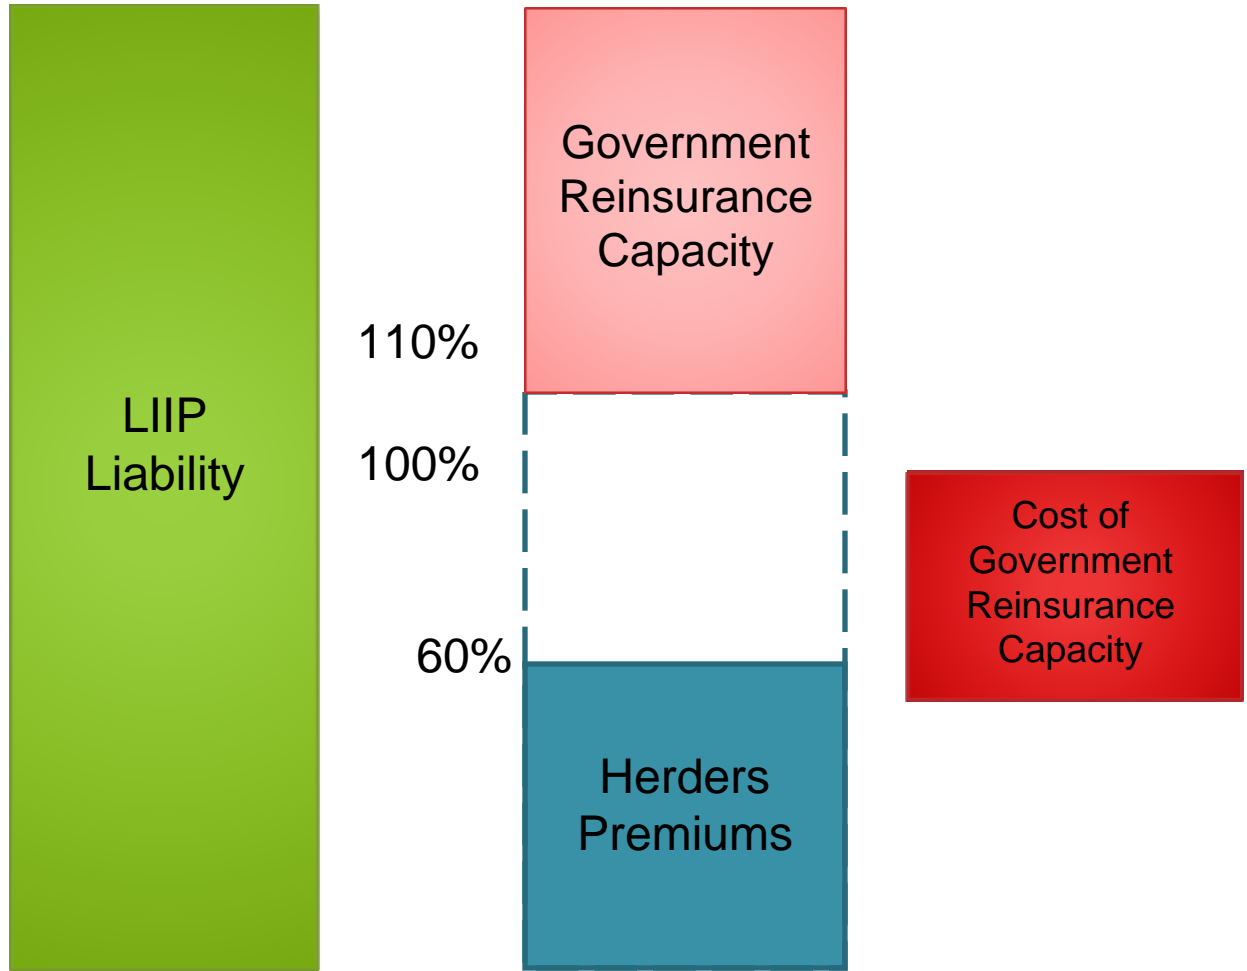 LIIP
Liability
110%
100%
60%
Government
Reinsurance
Capacity
Herders
Premiums
Cost of
Government
Reinsurance
Capacity